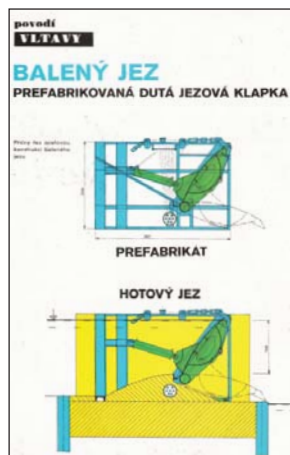 povodí
VLTAVY
BALENÝ JEZ
PREFABRIKOVANÁ DUTÁ JEZOVÁ KLAPKA
PREFABRIKÁT
HOTOVÝ JEZ